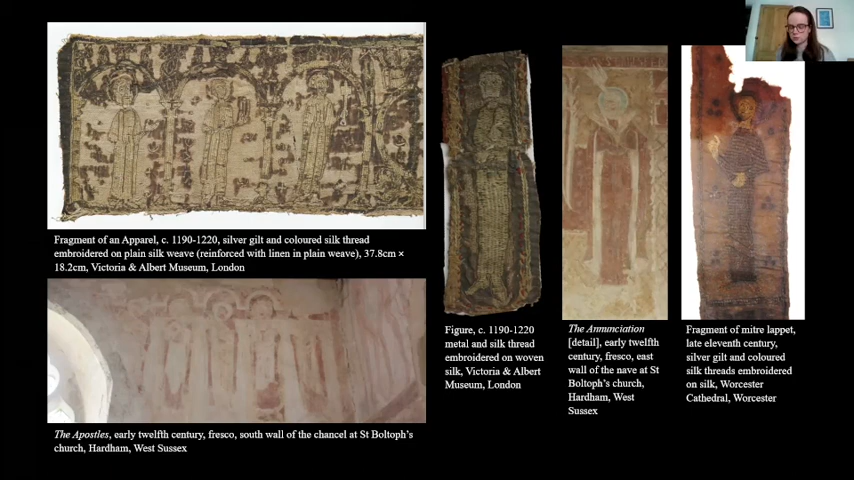 Fragment of an Apparel, c. 1190-1220, silver gilt and coloured silk thread
embroidered on plain silk weave (reinforced with linen in plain weave), 37.8cm ×
18.2cm, Victoria & Albert Museum, London
The Apostles, early twelfth century, fresco, south wall of the chancel at St Boltoph's
church, Hardham, West Sussex
Figure, c. 1190-1220
metal and silk thread
embroidered on woven
silk, Victoria & Albert
Museum, London
The Annunciation
[detail], early twelfth
century, fresco, east
wall of the nave at St
Boltoph's church,
Hardham, West
Sussex
Fragment of mitre lappet,
late eleventh century,
silver gilt and coloured
silk threads embroidered
on silk, Worcester
Cathedral, Worcester